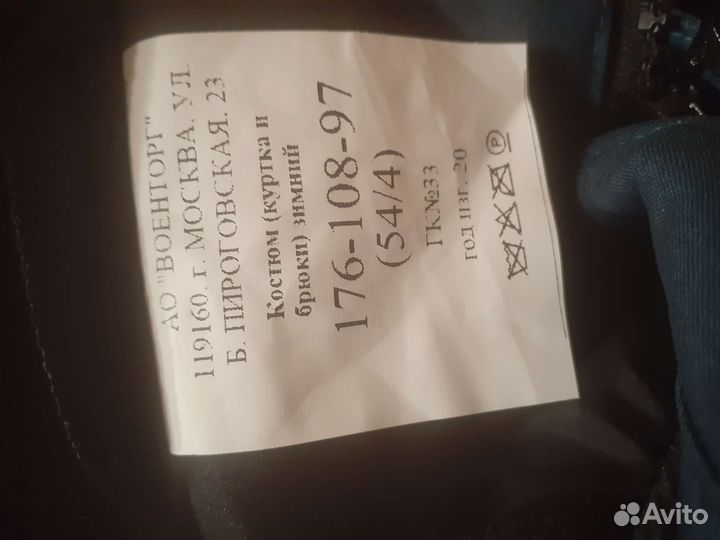 АО "ВОЕНТОРГ"
119160, г. МОСКВА, УЛ.
Б. ПИРОГОВСКАЯ, 23
Костюм (куртка и
брюки) зимний
176-108-97
(54/4)
ГК№33
год изг. 20
P
Avito